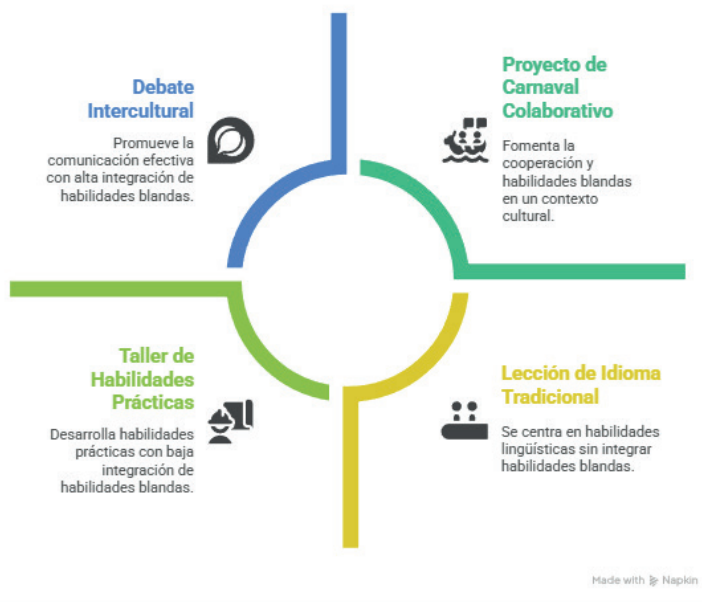 Debate
Intercultural
Promueve la
comunicación efectiva
con alta integración de
habilidades blandas.
Proyecto de
Carnaval
Colaborativo
Fomenta la
cooperación y
habilidades blandas
en un contexto
cultural.
Taller de
Habilidades
Prácticas
Desarrolla habilidades
prácticas con baja
integración de
habilidades blandas.
Lección de Idioma
Tradicional
Se centra en habilidades
lingüísticas sin integrar
habilidades blandas.
Made with Napkin